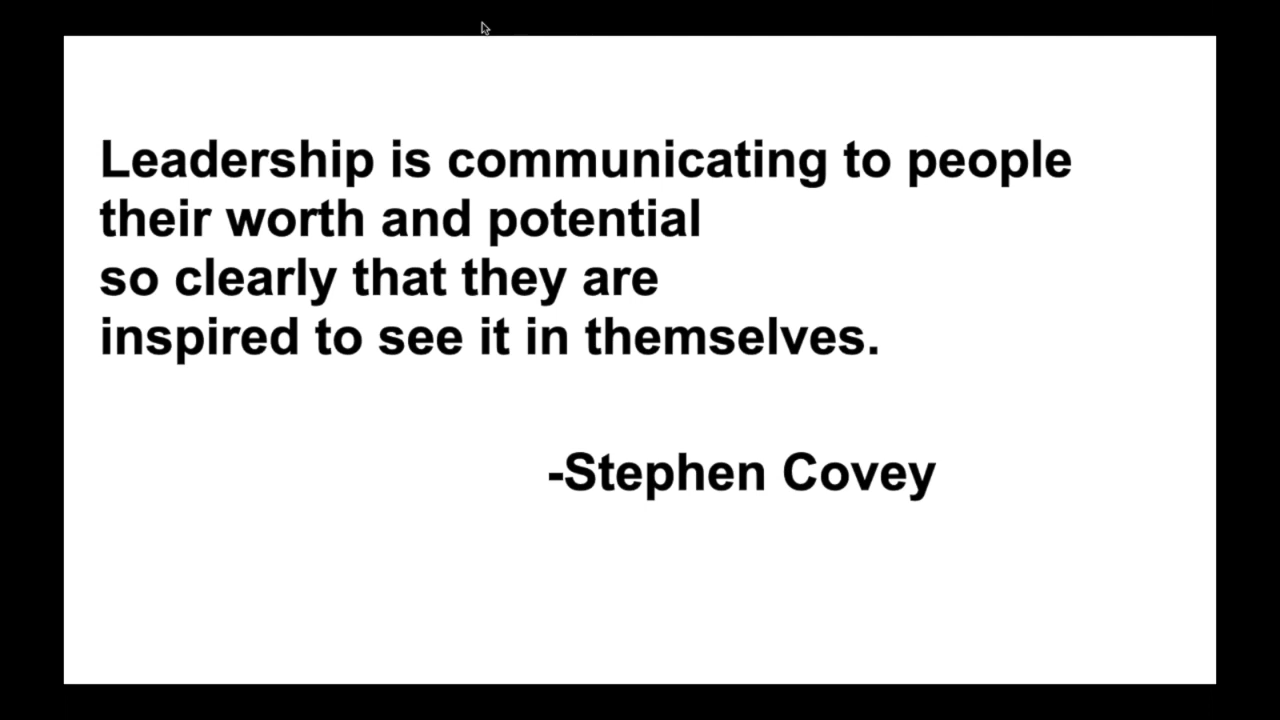 Leadership is communicating to people
their worth and potential
so clearly that they are
inspired to see it in themselves.
-Stephen Covey